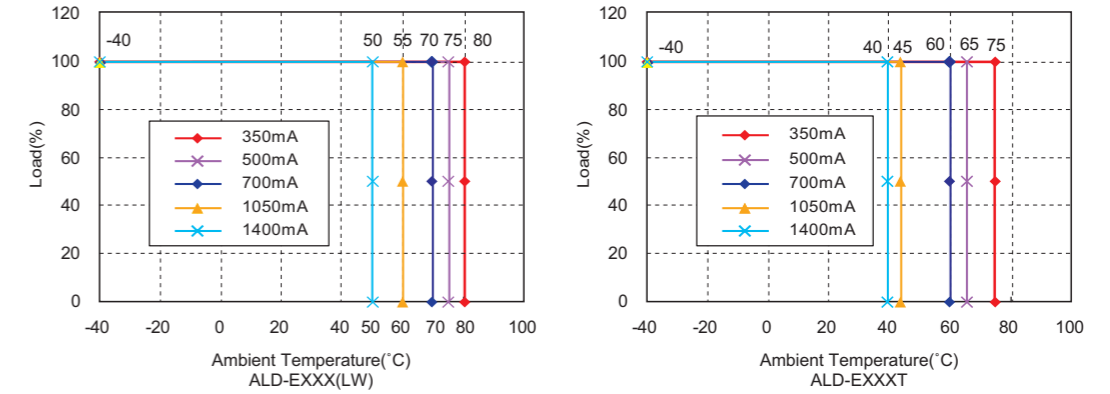 120
100
80
60
40
20
0
Load(%)
-40
50 55 70 75 80
350mA
500mA
700mA
1050mA
1400mA
-40 -20 0 20 40 50 60 70 80 100
Ambient Temperature(˚C)
ALD-EXXX(LW)
120
100
80
60
40
20
0
Load(%)
-40
40 45 60 65 75
350mA
500mA
700mA
1050mA
1400mA
-40 -20 0 20 40 60 80 100
Ambient Temperature(˚C)
ALD-EXXXT